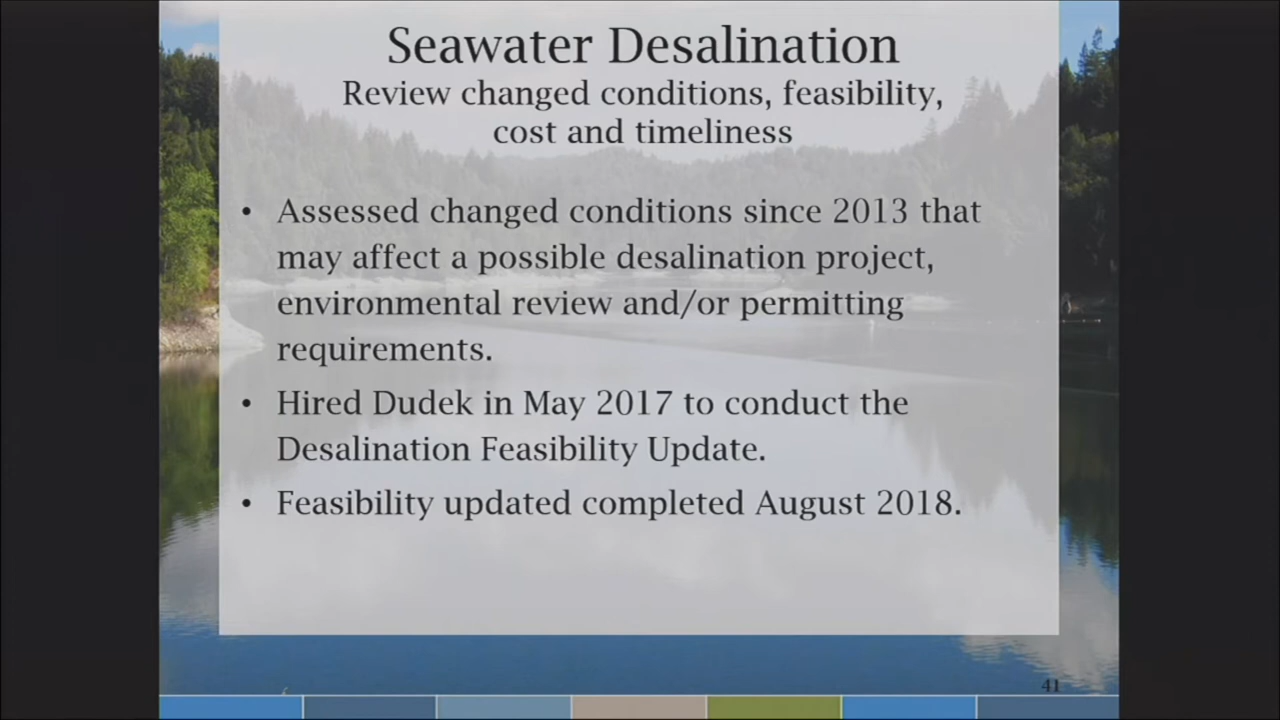 Seawater Desalination
Review changed conditions, feasibility,
cost and timeliness
• Assessed changed conditions since 2013 that
may affect a possible desalination project,
environmental review and/or permitting
requirements.
• Hired Dudek in May 2017 to conduct the
Desalination Feasibility Update.
• Feasibility updated completed August 2018.
41